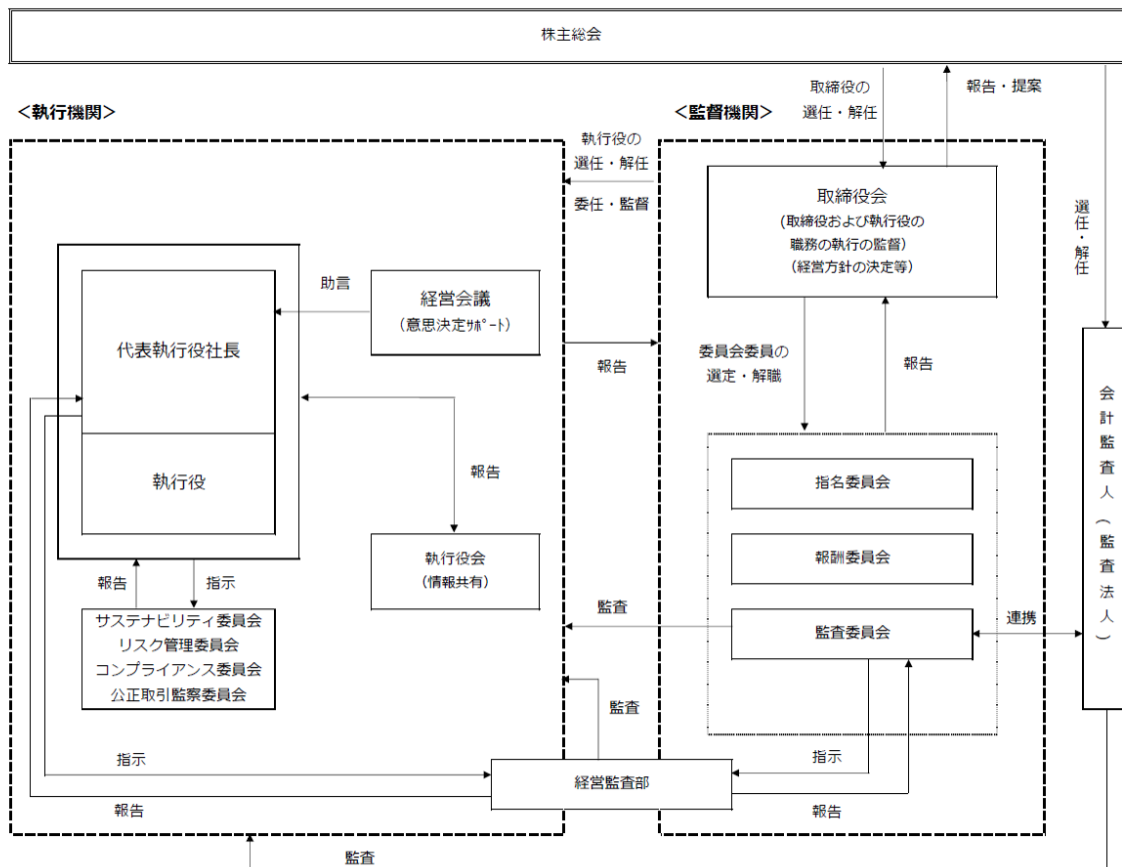 株主総会
＜執行機関＞
取締役の
選任・解任
報告・提案
＜監督機関＞
執行役の
選任・解任
委任・監督
取締役会
(取締役および執行役の
職務の執行の監督)
(経営方針の決定等)
選任・解任
助言
経営会議
(意思決定ｻﾎﾟｰﾄ)
代表執行役社長
報告
委員会委員の
選定・解職
報告
会計監査人(監査法人)
執行役
報告
指名委員会
執行役会
(情報共有)
報酬委員会
報告
指示
監査
監査委員会
連携
サステナビリティ委員会
リスク管理委員会
コンプライアンス委員会
公正取引監察委員会
監査
指示
経営監査部
指示
報告
報告
監査